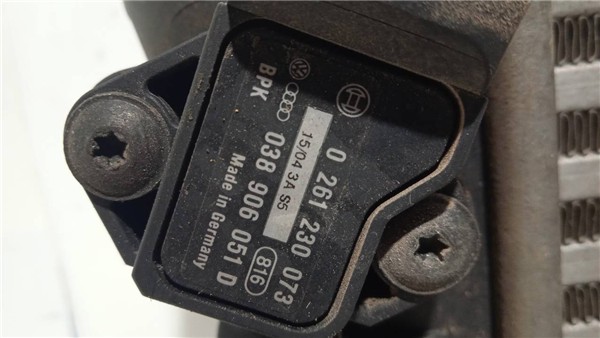 0 261 230 073
15/04 3A S5
038 906 051 D
BPK
Made in Germany
816